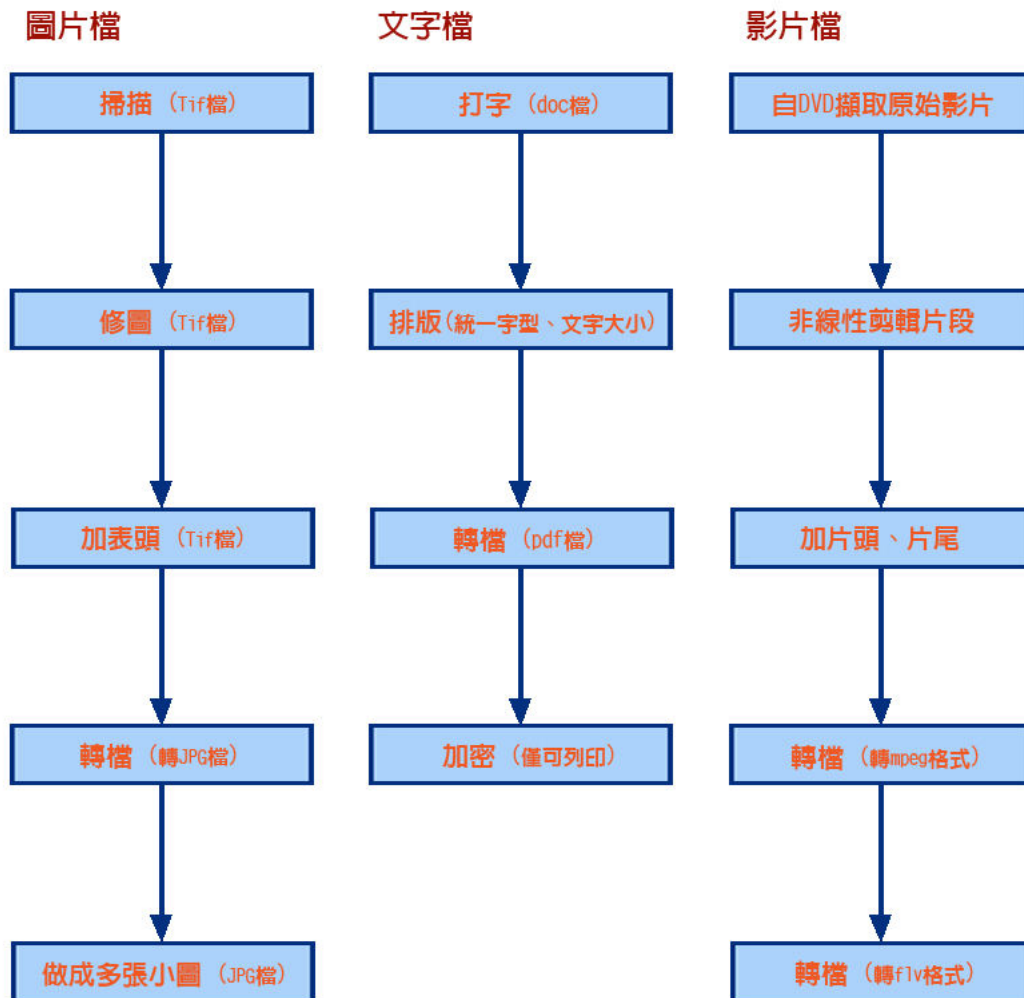 圖片檔
掃描（Tif檔）
修圖（Tif檔）
加表頭（Tif檔）
轉檔（轉JPG檔）
做成多張小圖（JPG檔）
文字檔
打字（doc檔）
排版(統一字型、文字大小)
轉檔（pdf檔）
加密（僅可列印）
影片檔
自DVD擷取原始影片
非線性剪輯片段
加片頭、片尾
轉檔（轉mpeg格式）
轉檔（轉flv格式）